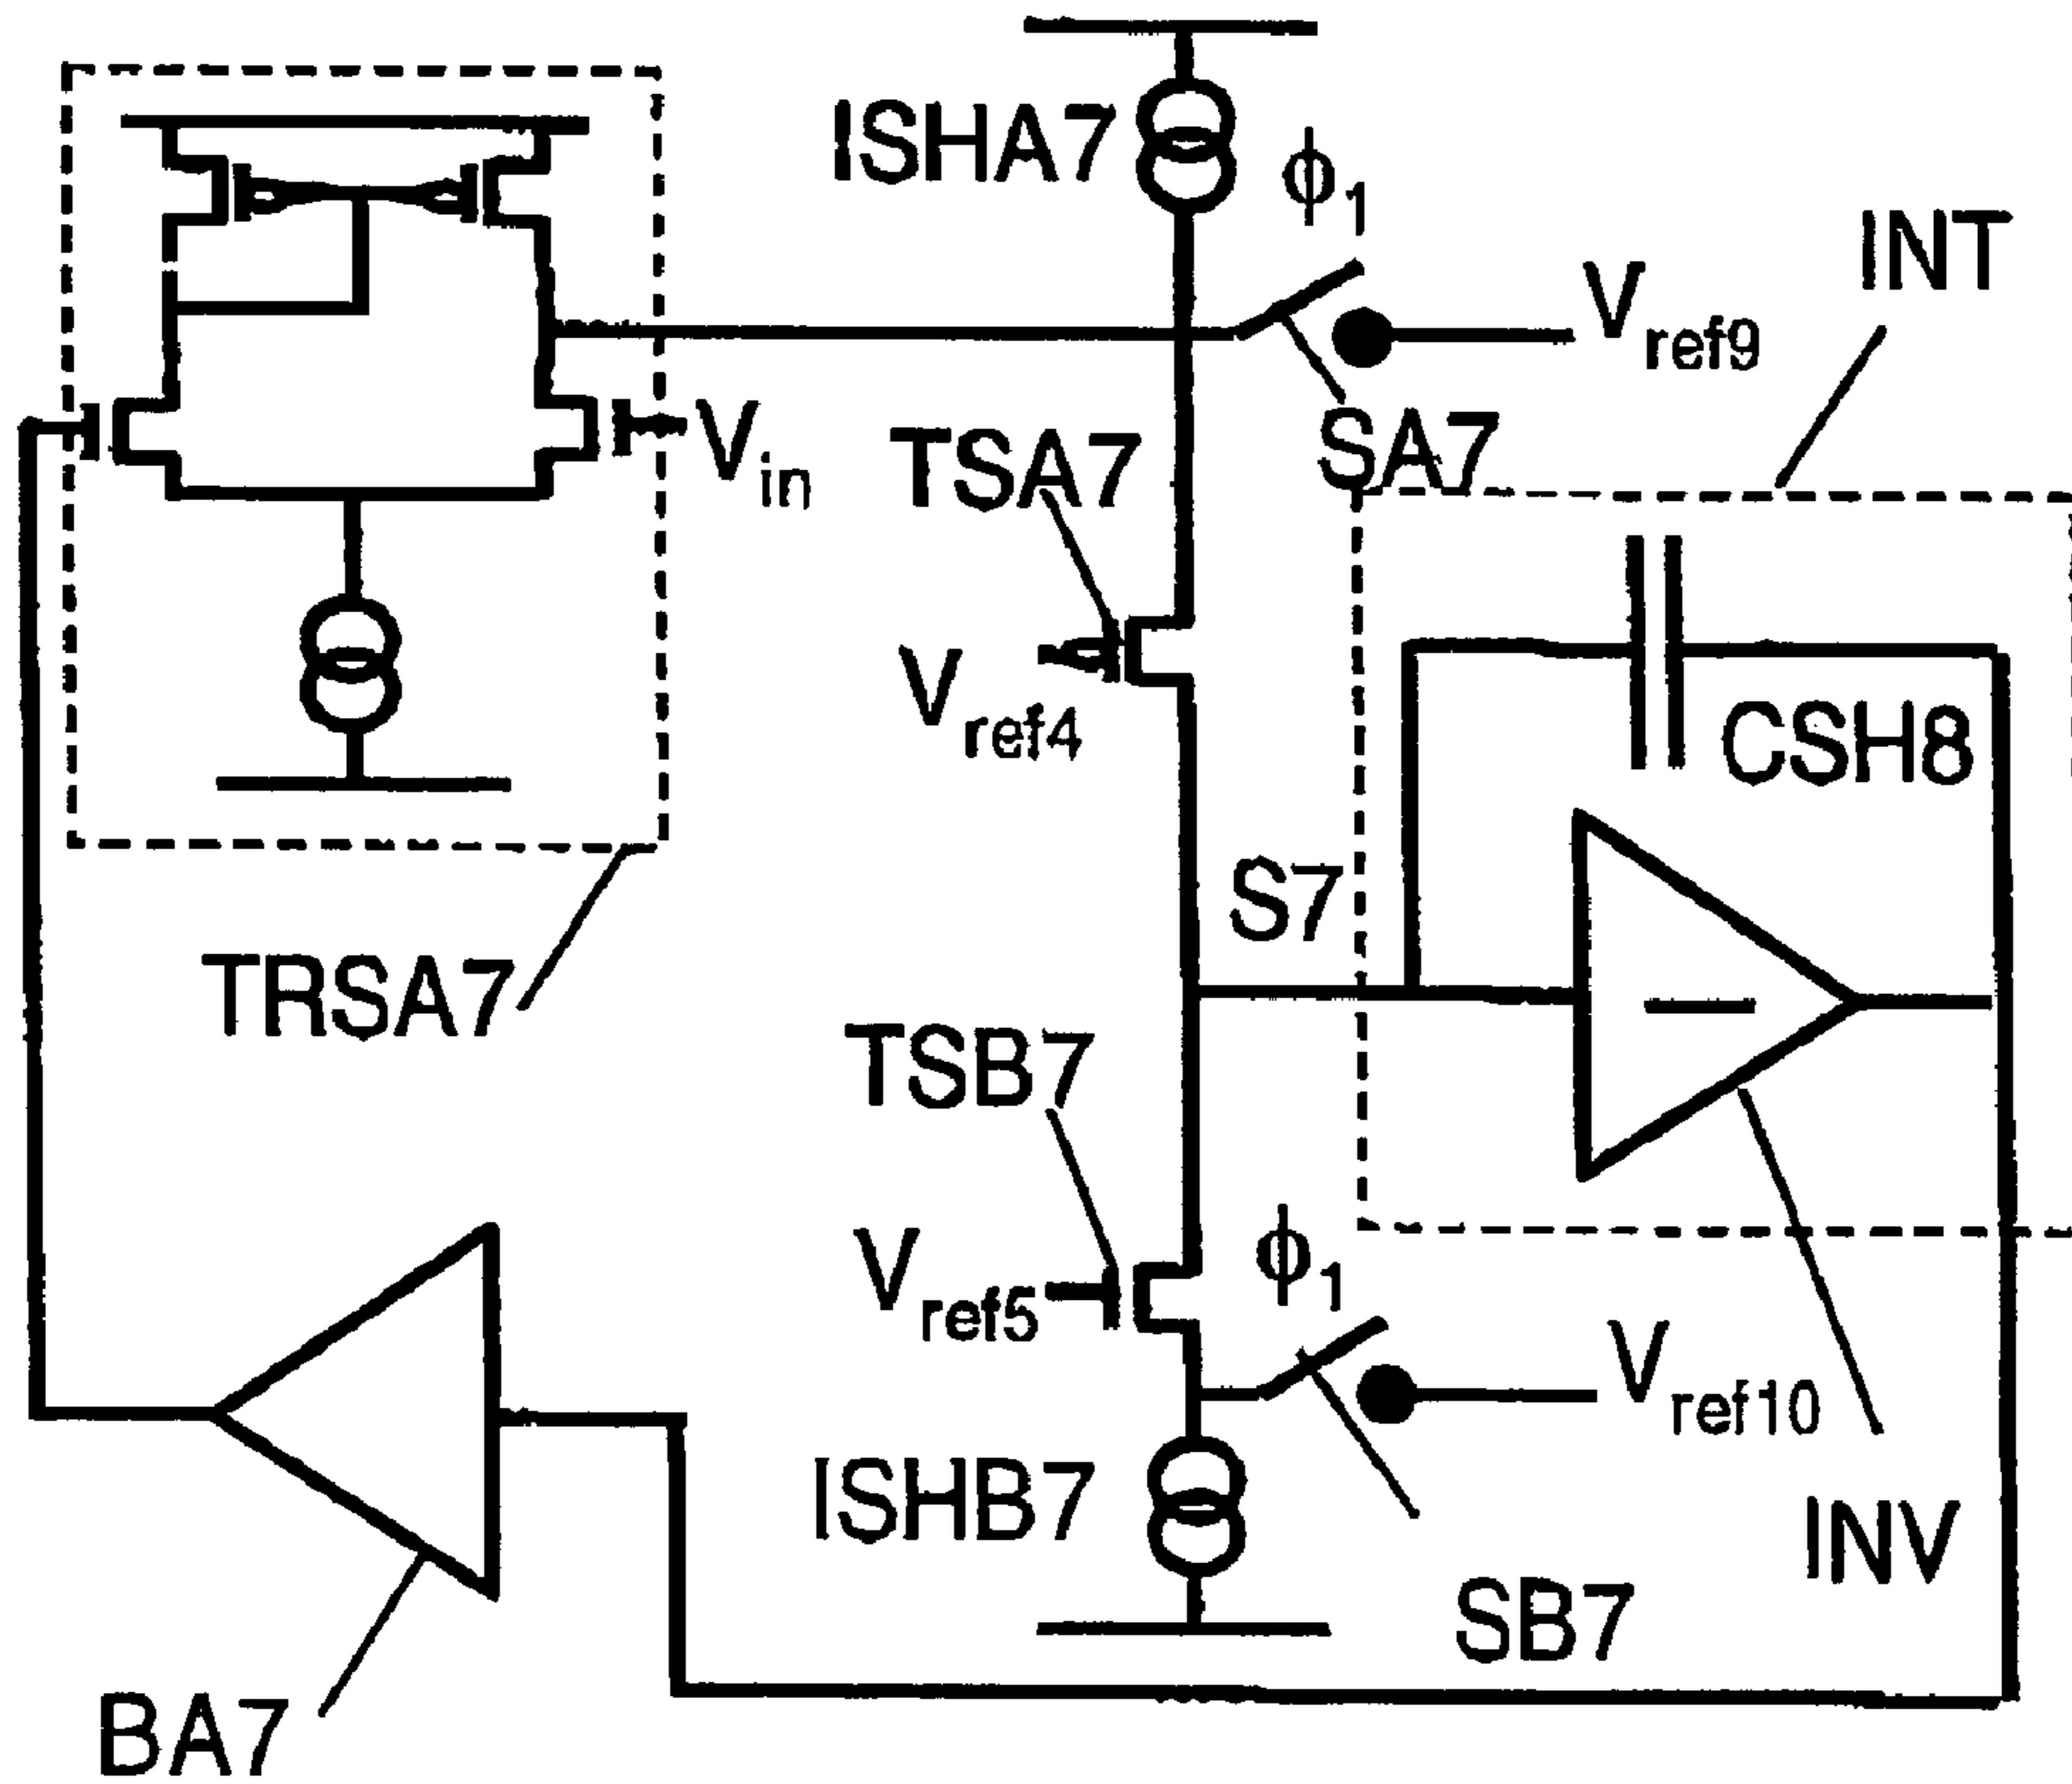 ISHA7
ϕ1
INT
Vref9
Vin
TSA7
SA7
Vref4
CSH8
S7
TRSA7
TSB7
ϕ1
Vref5
Vref10
ISHB7
INV
SB7
BA7